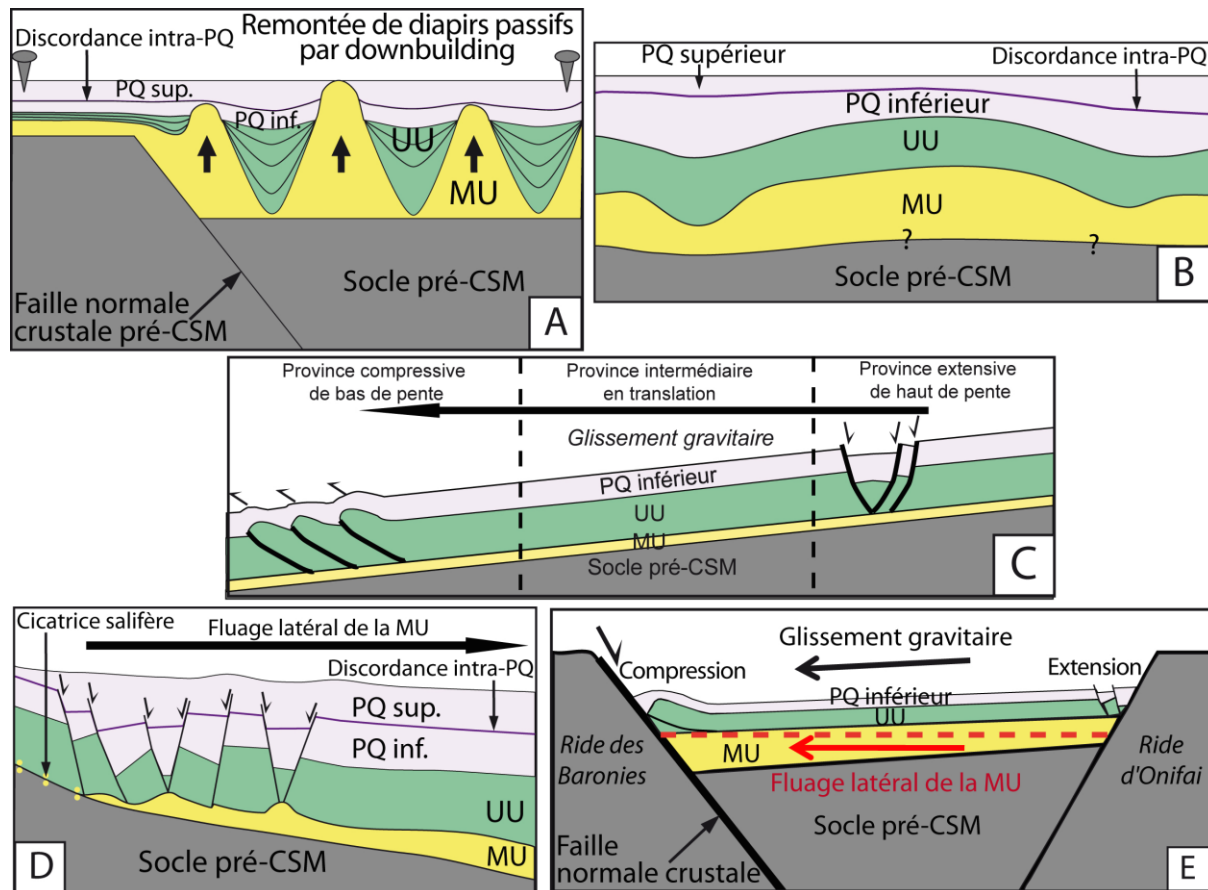 Remontée de diapirs passifs
par downbuilding
Discordance intra-PQ
PQ sup.
PQ inf.
UU
MU
Socle pré-CSM
Faille normale
crustale pré-CSM
A
PQ supérieur
Discordance intra-PQ
PQ inférieur
UU
MU
? ?
Socle pré-CSM
B
Province compressive
de bas de pente
Province intermédiaire
en translation
Province extensive
de haut de pente
Glissement gravitaire
PQ inférieur
UU
MU
Socle pré-CSM
C
Cicatrice salifère
Fluage latéral de la MU
Discordance intra-PQ
PQ sup.
PQ inf.
UU
MU
Socle pré-CSM
D
Glissement gravitaire
Compression
Extension
PQ inférieur
UU
MU
Ride des
Baronies
Ride
d'Onifai
Fluage latéral de la MU
Socle pré-CSM
Faille
normale crustale
E